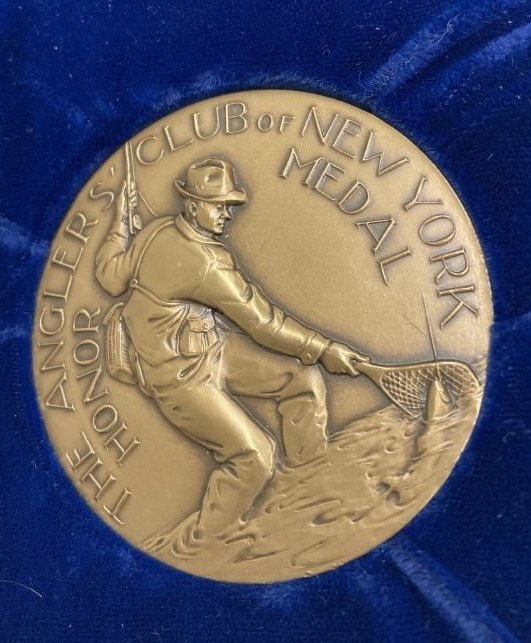 THE ANGLERS' CLUB OF NEW YORK
HONOR MEDAL